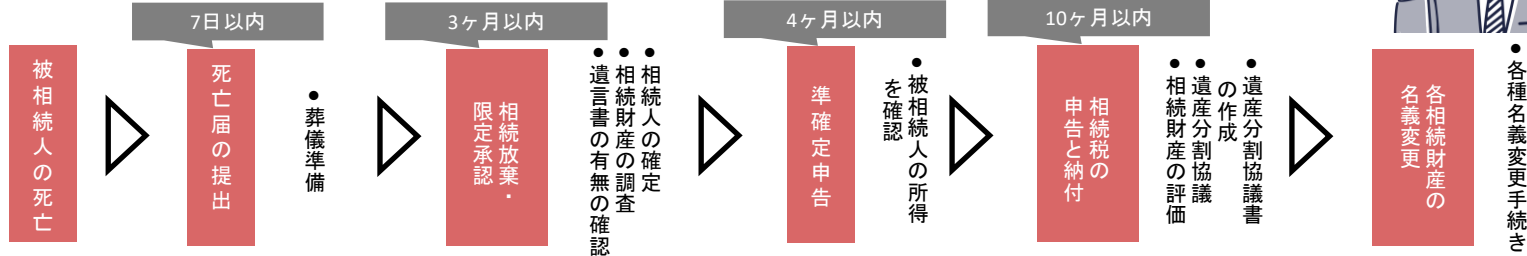 被相続人の死亡
7日以内
死亡届の提出
●葬儀準備
3ヶ月以内
相続放棄・
限定承認
●相続人の確定
●相続財産の調査
●遺言書の有無の確認
4ヶ月以内
準確定申告
●被相続人の所得
を確認
10ヶ月以内
相続税の
申告と納付
●遺産分割協議書
の作成
●遺産分割協議
●相続財産の評価
各相続財産の
名義変更
●各種名義変更手続き